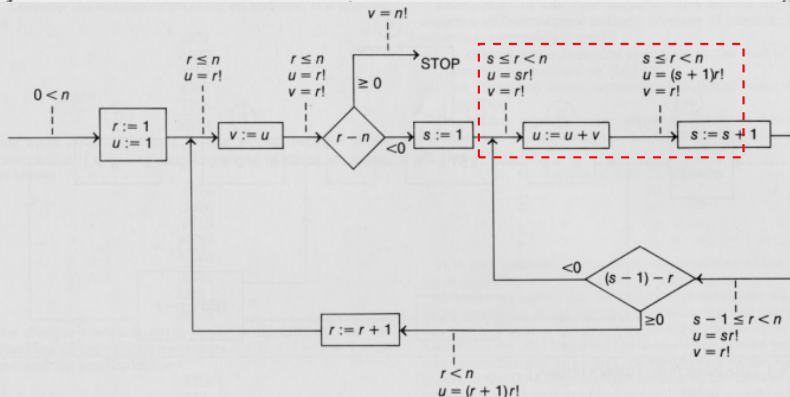 v = n!
STOP
r ≤ n
u = r!
r ≤ n
u = r!
v = r!
≥ 0
s ≤ r < n
u = sr!
v = r!
s ≤ r < n
u = (s + 1)r!
v = r!
0 < n
r := 1
u := 1
v := u
r – n
<0
s := 1
u := u + v
s := s + 1
<0
(s – 1) – r
≥0
s – 1 ≤ r < n
u = sr!
v = r!
r := r + 1
r < n
u = (r + 1)r!